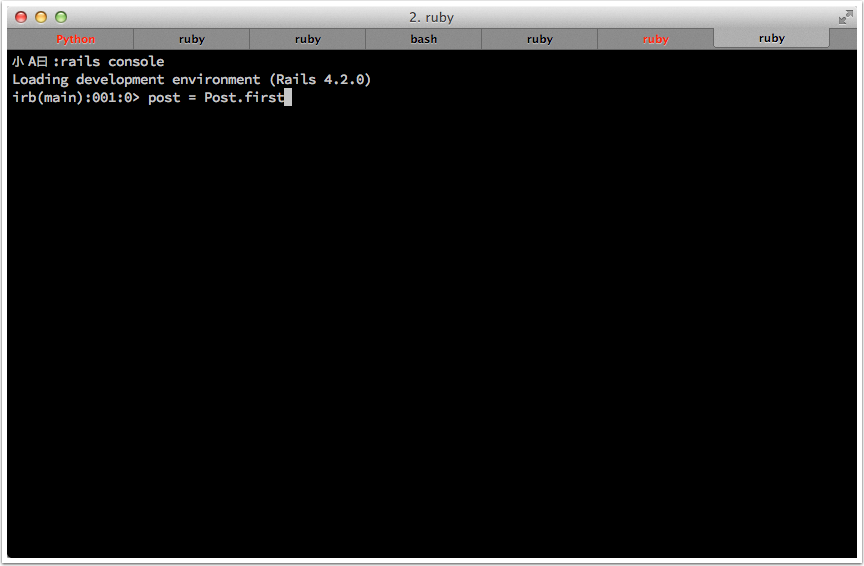 2. ruby
Python ruby ruby bash ruby ruby ruby
小 A日 :rails console
Loading development environment (Rails 4.2.0)
irb(main):001:0> post = Post.first